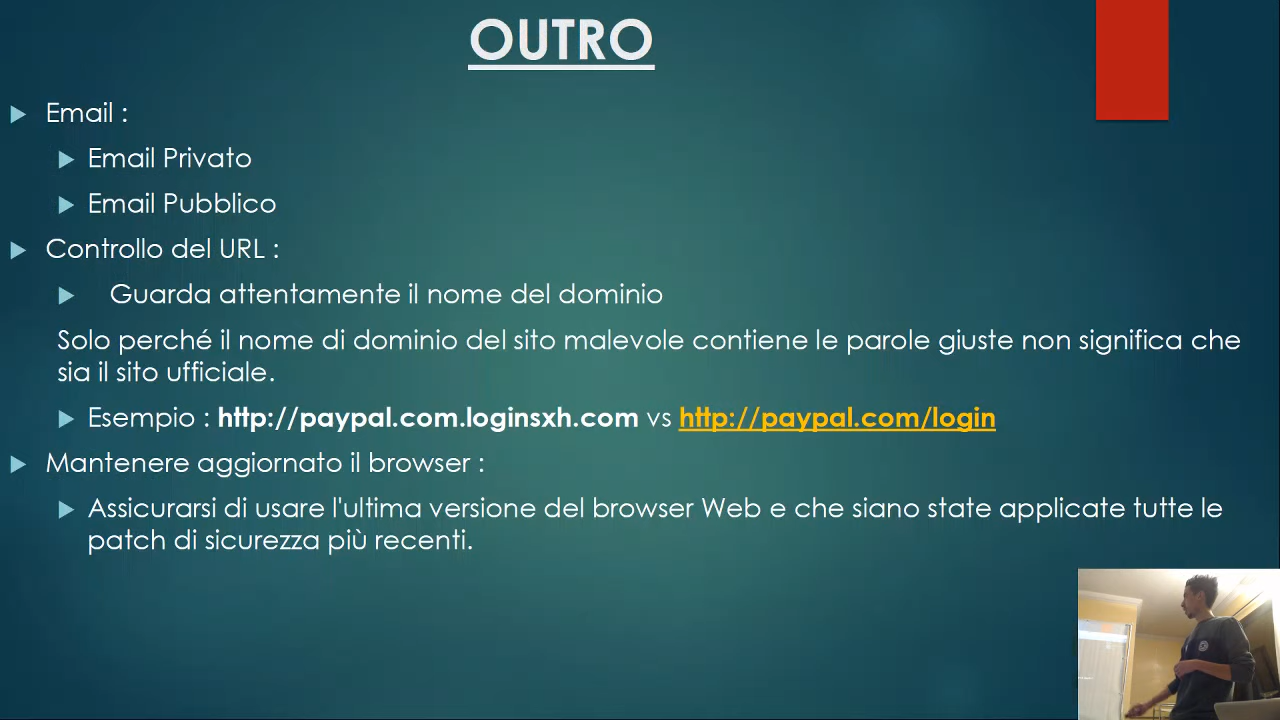 OUTRO
Email :
Email Privato
Email Pubblico
Controllo del URL :
Guarda attentamente il nome del dominio
Solo perché il nome di dominio del sito malevole contiene le parole giuste non significa che
sia il sito ufficiale.
Esempio : http://paypal.com.loginsxh.com vs http://paypal.com/login
Mantenere aggiornato il browser :
Assicurarsi di usare l'ultima versione del browser Web e che siano state applicate tutte le
patch di sicurezza più recenti.